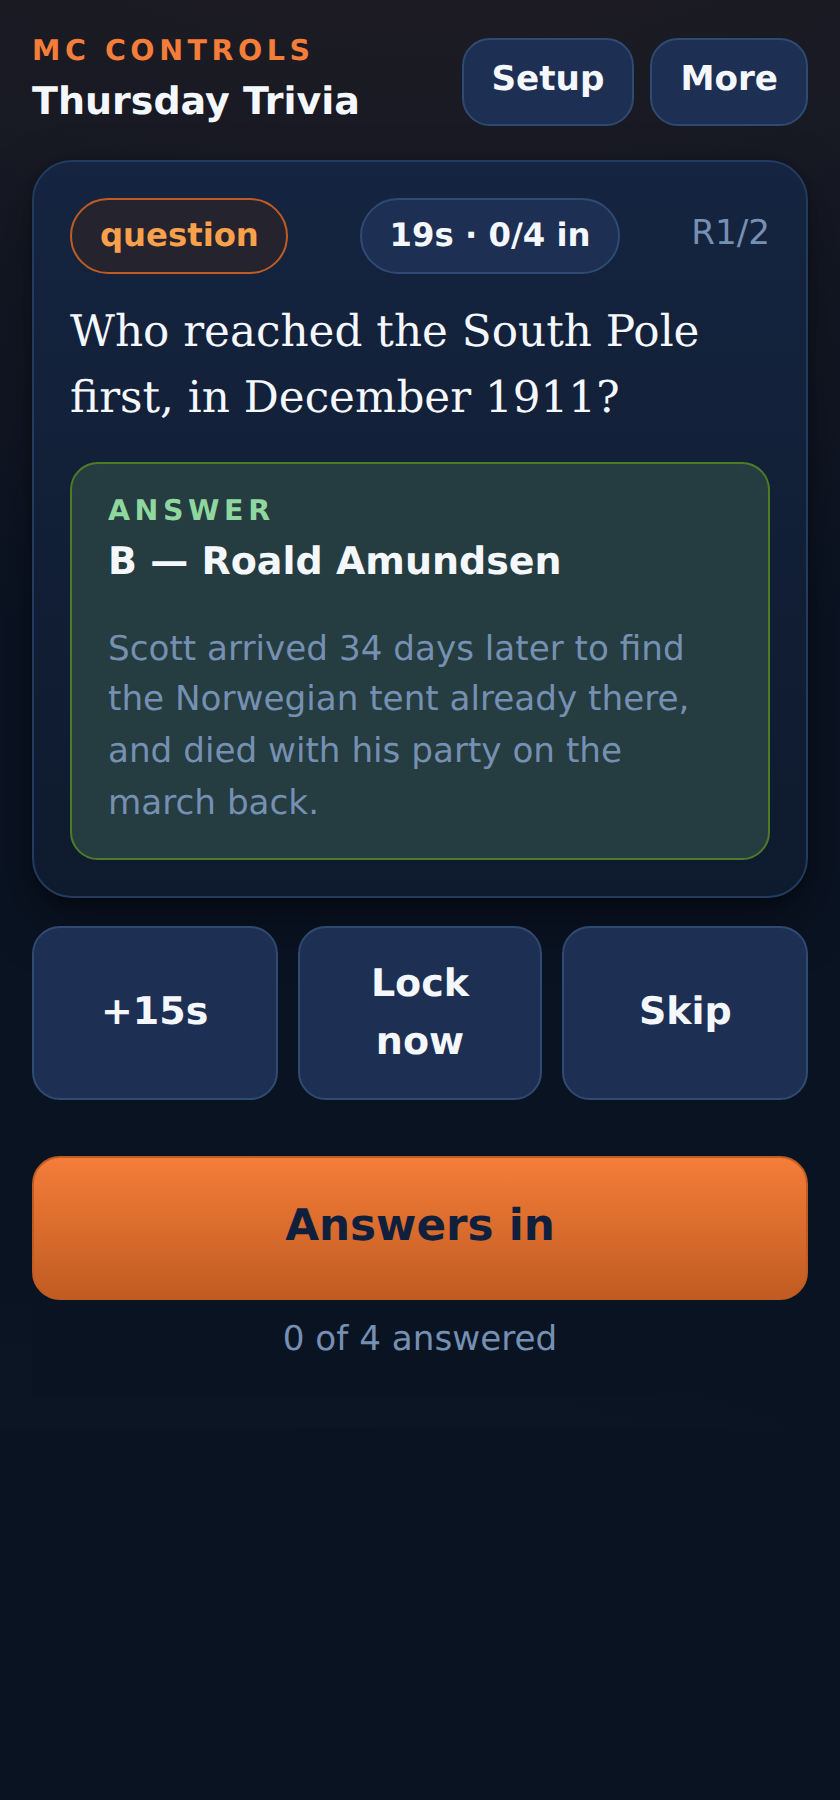 MC CONTROLS
Thursday Trivia
Setup
More
question
19s · 0/4 in
R1/2
Who reached the South Pole
first, in December 1911?
ANSWER
B — Roald Amundsen
Scott arrived 34 days later to find
the Norwegian tent already there,
and died with his party on the
march back.
+15s
Lock
now
Skip
Answers in
0 of 4 answered